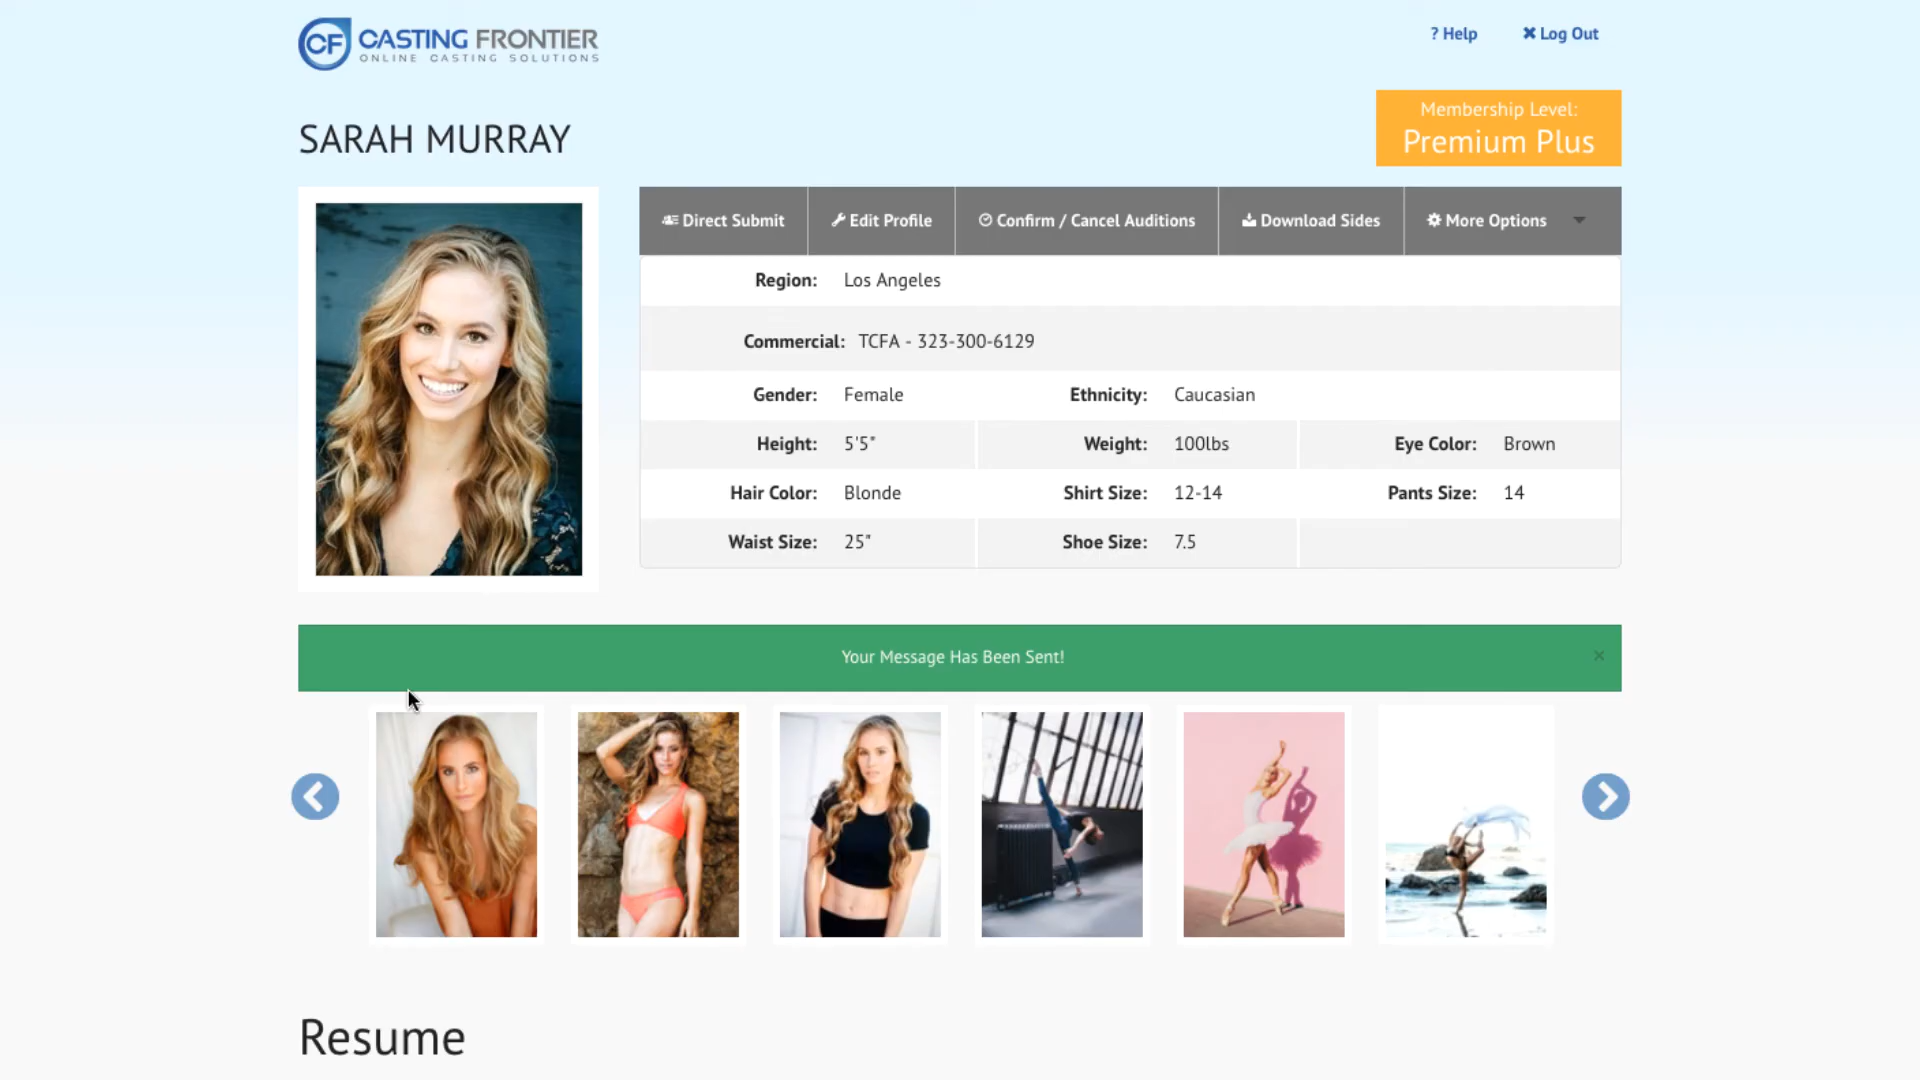 CF CASTING FRONTIER
ONLINE CASTING SOLUTIONS
? Help
Log Out
SARAH MURRAY
Membership Level:
Premium Plus
Direct Submit
Edit Profile
Confirm / Cancel Auditions
Download Sides
More Options
Region: Los Angeles
Commercial: TCFA - 323-300-6129
Gender: Female Ethnicity: Caucasian
Height: 5'5" Weight: 100lbs Eye Color: Brown
Hair Color: Blonde Shirt Size: 12-14 Pants Size: 14
Waist Size: 25" Shoe Size: 7.5
Your Message Has Been Sent! ×
Resume